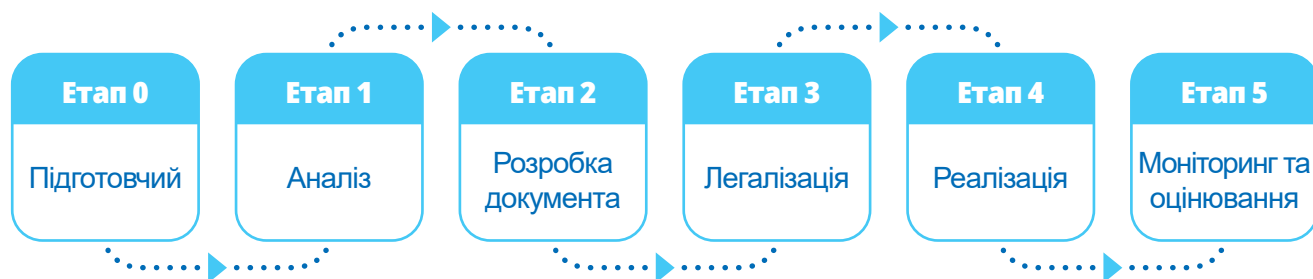 Етап 0
Підготовчий
Етап 1
Аналіз
Етап 2
Розробка
документа
Етап 3
Легалізація
Етап 4
Реалізація
Етап 5
Моніторинг та
оцінювання